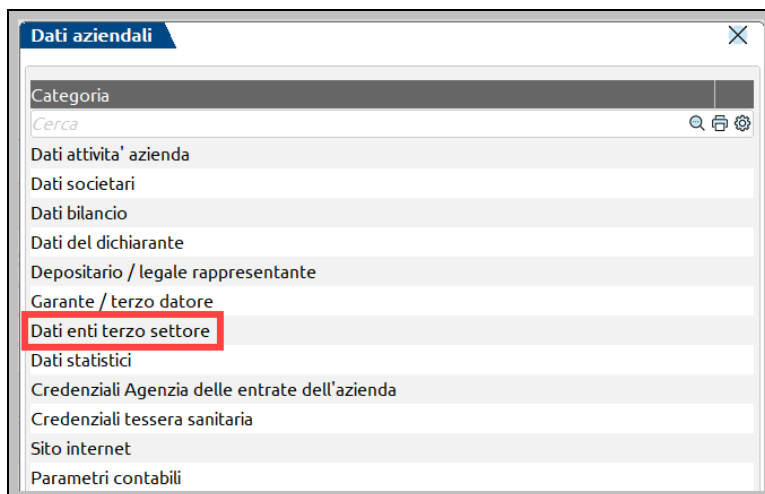 Dati aziendali
Categoria
Cerca
Dati attivita' azienda
Dati societari
Dati bilancio
Dati del dichiarante
Depositario / legale rappresentante
Garante / terzo datore
Dati enti terzo settore
Dati statistici
Credenziali Agenzia delle entrate dell'azienda
Credenziali tessera sanitaria
Sito internet
Parametri contabili